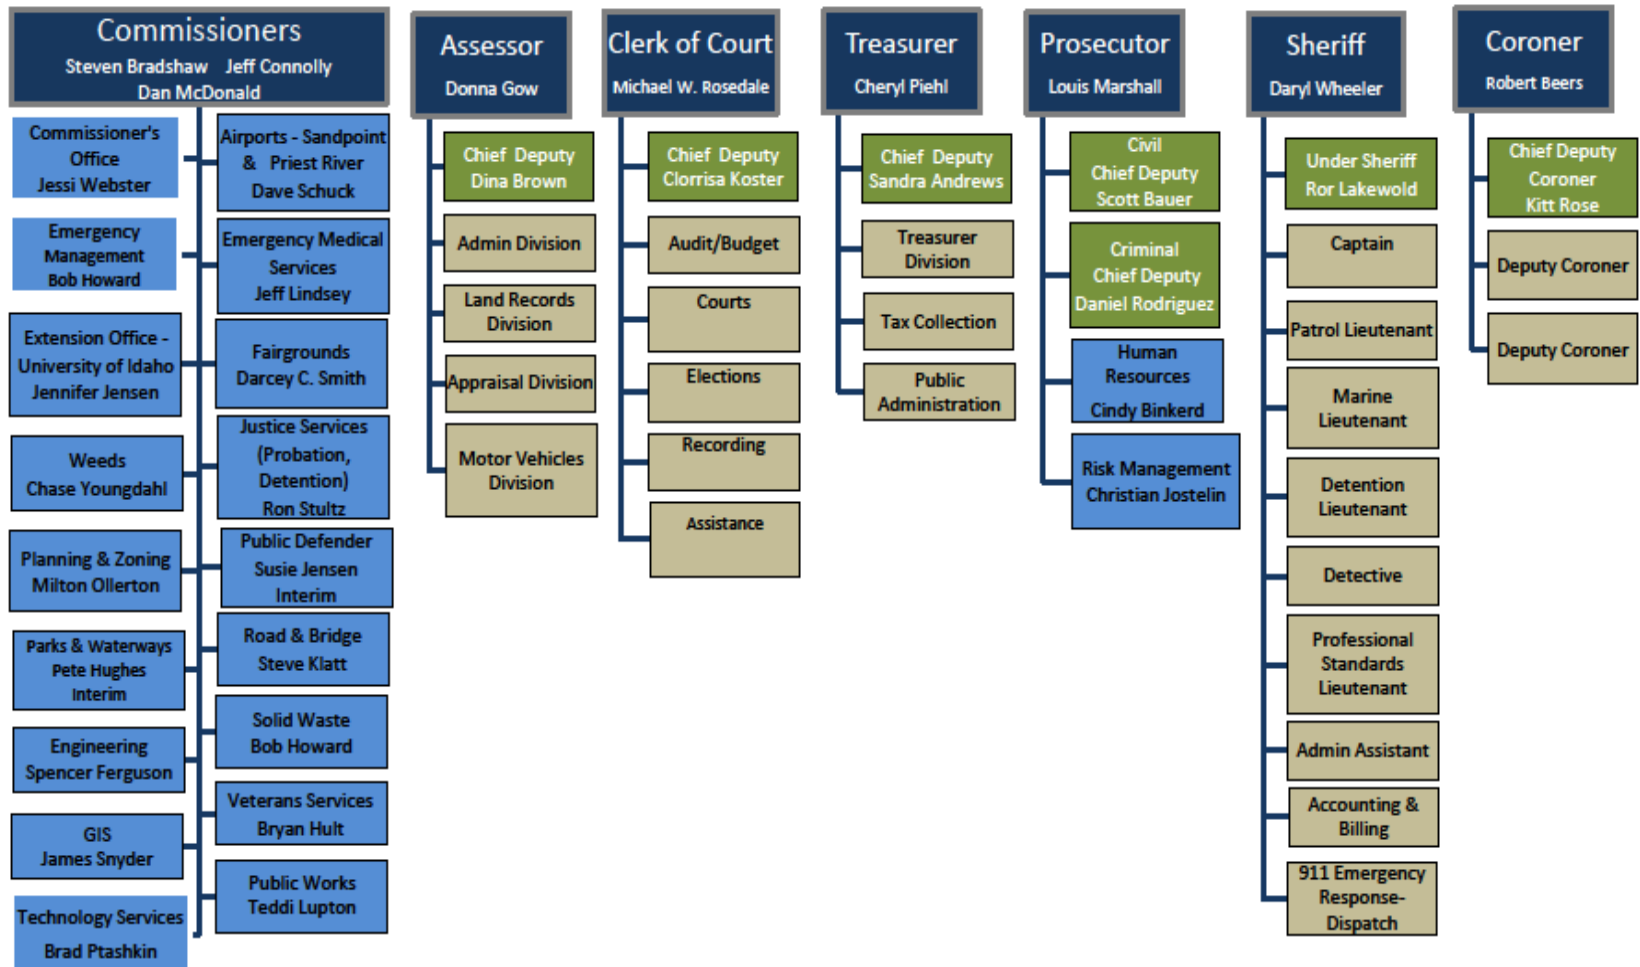 Commissioners
Steven Bradshaw Jeff Connolly
Dan McDonald
Commissioner's
Office
Jessi Webster
Emergency
Management
Bob Howard
Extension Office -
University of Idaho
Jennifer Jensen
Weeds
Chase Youngdahl
Planning & Zoning
Milton Ollerton
Parks & Waterways
Pete Hughes
Interim
Engineering
Spencer Ferguson
GIS
James Snyder
Technology Services
Brad Ptashkin
Airports - Sandpoint
& Priest River
Dave Schuck
Emergency Medical
Services
Jeff Lindsey
Fairgrounds
Darcey C. Smith
Justice Services
(Probation,
Detention)
Ron Stultz
Public Defender
Susie Jensen
Interim
Road & Bridge
Steve Klatt
Solid Waste
Bob Howard
Veterans Services
Bryan Hult
Public Works
Teddi Lupton
Assessor
Donna Gow
Chief Deputy
Dina Brown
Admin Division
Land Records
Division
Appraisal Division
Motor Vehicles
Division
Clerk of Court
Michael W. Rosedale
Chief Deputy
Clorrisa Koster
Audit/Budget
Courts
Elections
Recording
Assistance
Treasurer
Cheryl Piehl
Chief Deputy
Sandra Andrews
Treasurer
Division
Tax Collection
Public
Administration
Prosecutor
Louis Marshall
Civil
Chief Deputy
Scott Bauer
Criminal
Chief Deputy
Daniel Rodriguez
Human
Resources
Cindy Binkerd
Risk Management
Christian Jostelin
Sheriff
Daryl Wheeler
Under Sheriff
Ror Lakewold
Captain
Patrol Lieutenant
Marine
Lieutenant
Detention
Lieutenant
Detective
Professional
Standards
Lieutenant
Admin Assistant
Accounting &
Billing
911 Emergency
Response-
Dispatch
Coroner
Robert Beers
Chief Deputy
Coroner
Kitt Rose
Deputy Coroner
Deputy Coroner